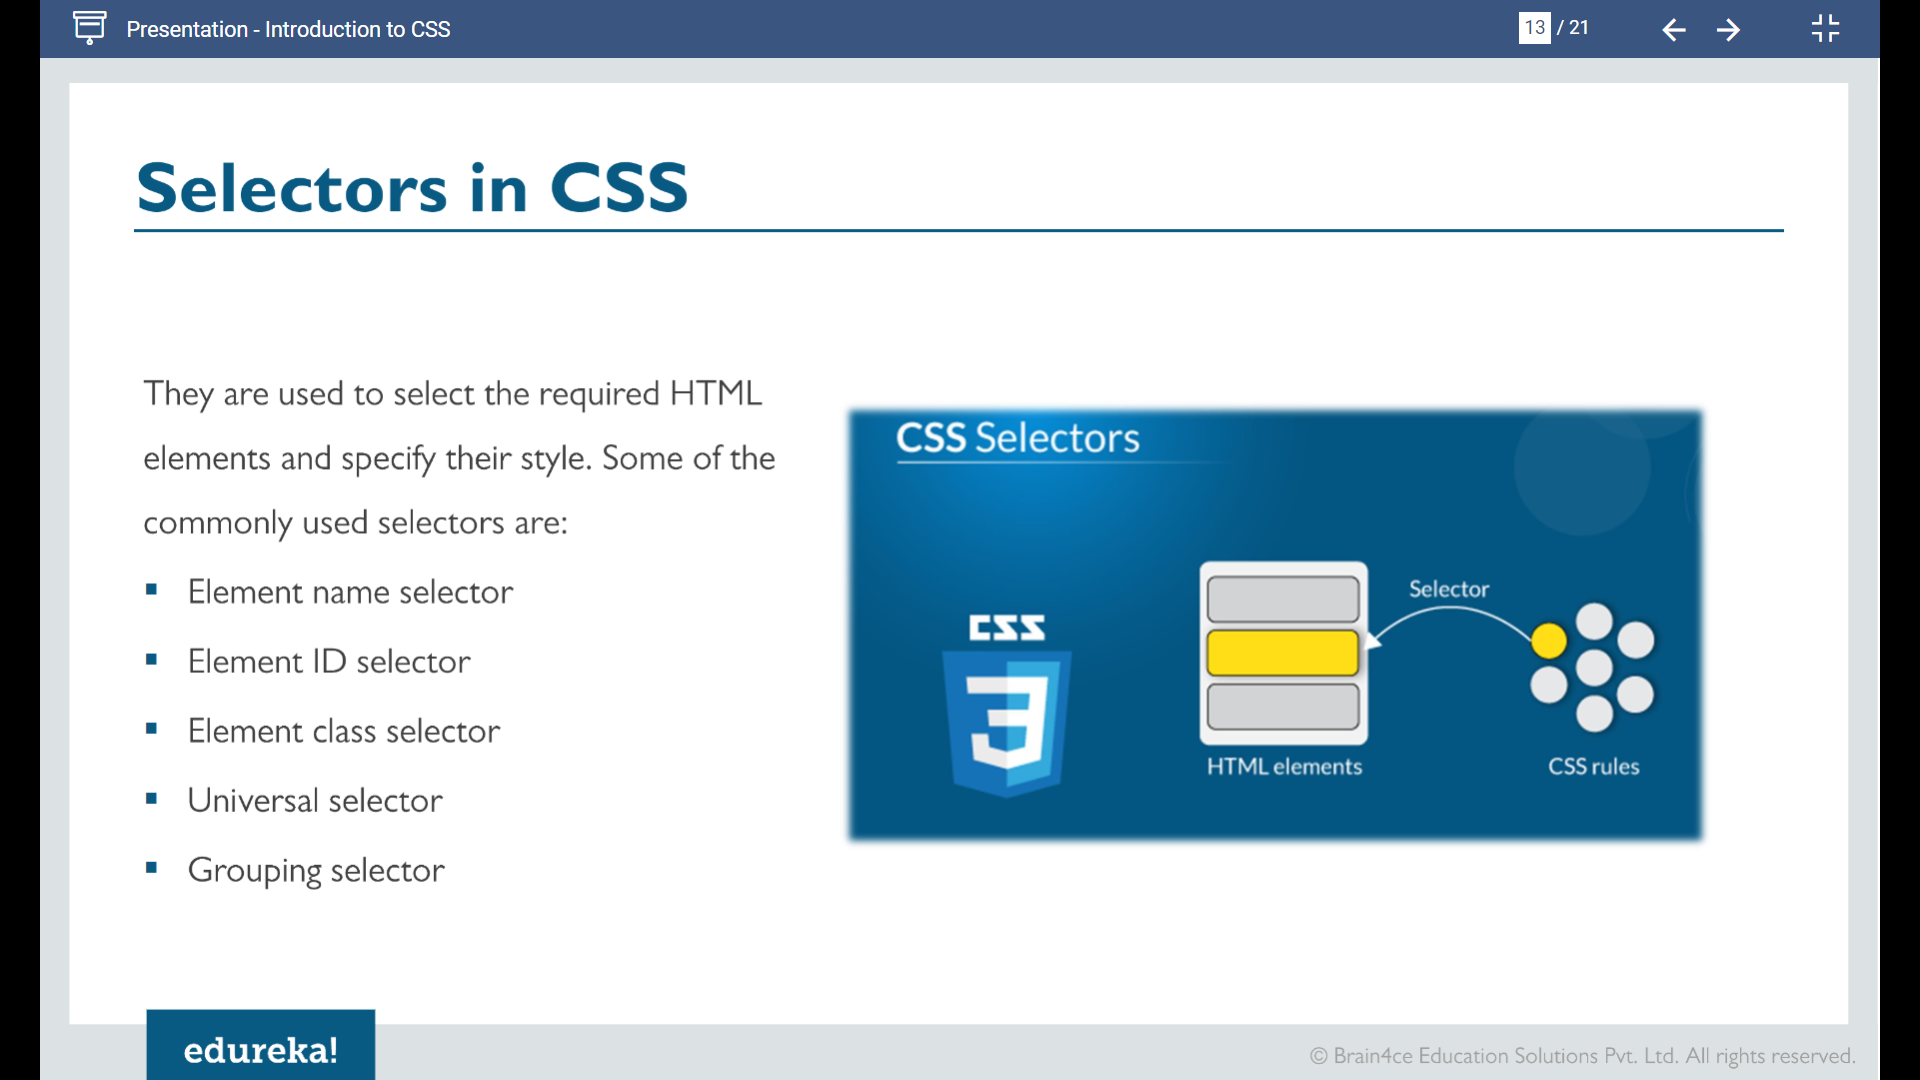 Presentation - Introduction to CSS
13 / 21
Selectors in CSS
They are used to select the required HTML
elements and specify their style. Some of the
commonly used selectors are:
▪ Element name selector
▪ Element ID selector
▪ Element class selector
▪ Universal selector
▪ Grouping selector
CSS Selectors
Selector
CSS
3
HTML elements
CSS rules
edureka!
© Brain4ce Education Solutions Pvt. Ltd. All rights reserved.